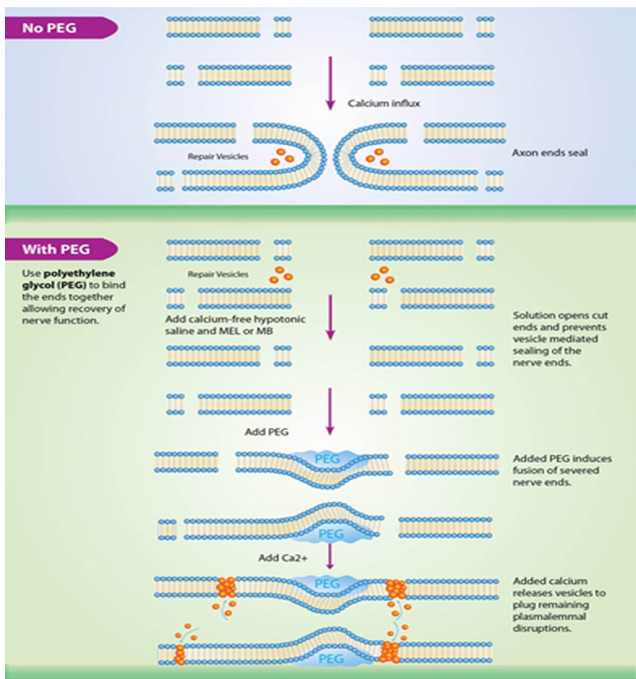 No PEG
Calcium influx
Repair Vesicles
Axon ends seal
With PEG
Use polyethylene
glycol (PEG) to bind
the ends together
allowing recovery of
nerve function.
Repair Vesicles
Add calcium-free hypotonic
saline and MEL or MB
Solution opens cut
ends and prevents
vesicle mediated
sealing of the
nerve ends.
Add PEG
PEG
Added PEG induces
fusion of severed
nerve ends.
PEG
Add Ca2+
PEG
Added calcium
releases vesicles to
plug remaining
plasmalemmal
disruptions.
PEG